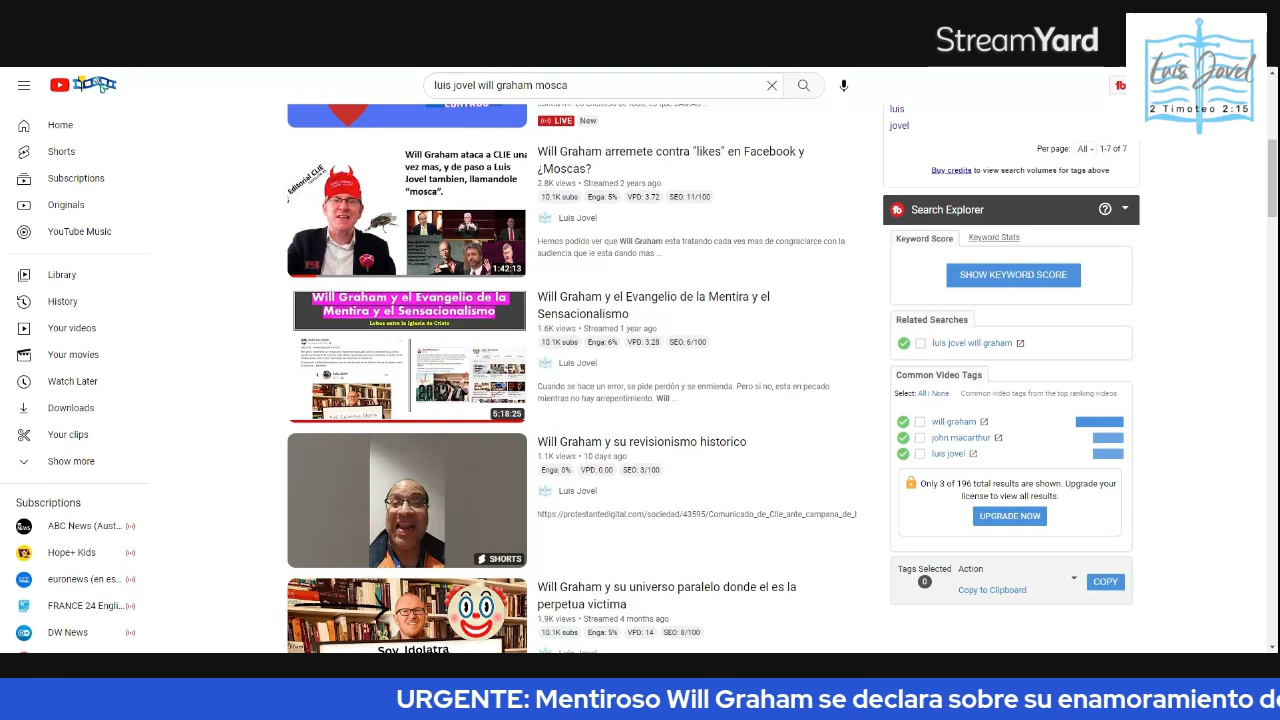 StreamYard
Luis Jovel
2 Timoteo 2:15
luis jovel will graham mosca
Home
Shorts
Subscriptions
Originals
YouTube Music
Library
History
Your videos
Your movies
Watch Later
Downloads
Your clips
Show more
Subscriptions
ABC News (Aust...
Hope+ Kids
euronews (en es...
FRANCE 24 Engli...
DW News
LIVE New
Will Graham ataca a CLIE una
vez mas, y de paso a Luis
Jovel tambien, llamandole
"mosca".
Editorial CLIE
1:42:13
Will Graham arremete contra "likes" en Facebook y
¿Moscas?
2.8K views • Streamed 2 years ago
10.1K subs Enga: 5% VPD: 3.72 SEO: 11/100
Luis Jovel
Hemos podido ver que Will Graham esta tratando cada vez mas de congraciarce con la
audiencia que le esta dando mas ...
Will Graham y el Evangelio de la
Mentira y el Sensacionalismo
Lobos entre la Iglesia de Cristo
5:18:25
Will Graham y el Evangelio de la Mentira y el
Sensacionalismo
1.6K views • Streamed 1 year ago
10.1K subs Enga: 6% VPD: 3.28 SEO: 6/100
Luis Jovel
Cuando se hace un error, se pide perdón y se enmienda. Pero si no, esta en pecado
mientras no hay arrepentimiento. Will ...
SHORTS
Will Graham y su revisionismo historico
1.1K views • 10 days ago
Enga: 0% VPD: 0.00 SEO: 3/100
Luis Jovel
https://protestantedigital.com/sociedad/43595/Comunicado_de_Clie_ante_campana_de_
Soy Idolatra
Will Graham y su universo paralelo donde el es la
perpetua victima
1.9K views • Streamed 4 months ago
10.1K subs Enga: 5% VPD: 14 SEO: 8/100
Luis Jovel
luis
jovel
Per page: All 1-7 of 7
Buy credits to view search volumes for tags above
tb Search Explorer
Keyword Score Keyword Stats
SHOW KEYWORD SCORE
Related Searches
luis jovel will graham
Common Video Tags
Select: All | None Common video tags from the top ranking videos
will graham
john macarthur
luis jovel
Only 3 of 196 total results are shown. Upgrade your
license to view all results.
UPGRADE NOW
Tags Selected Action
0
Copy to Clipboard
COPY
URGENTE: Mentiroso Will Graham se declara sobre su enamoramiento de